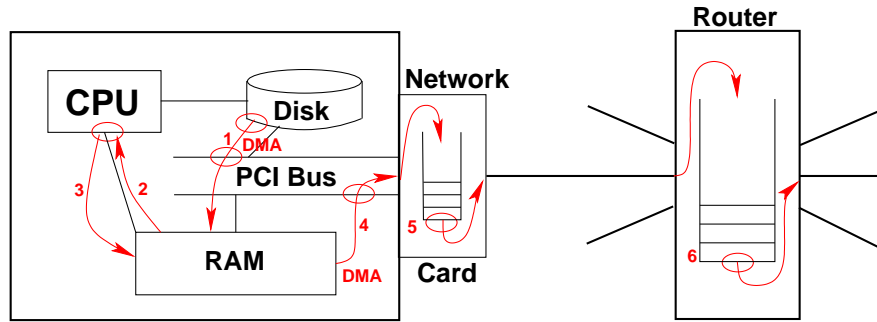 Router
Network
CPU
Disk
1
DMA
PCI Bus
3
2
4
5
RAM
DMA
Card
6